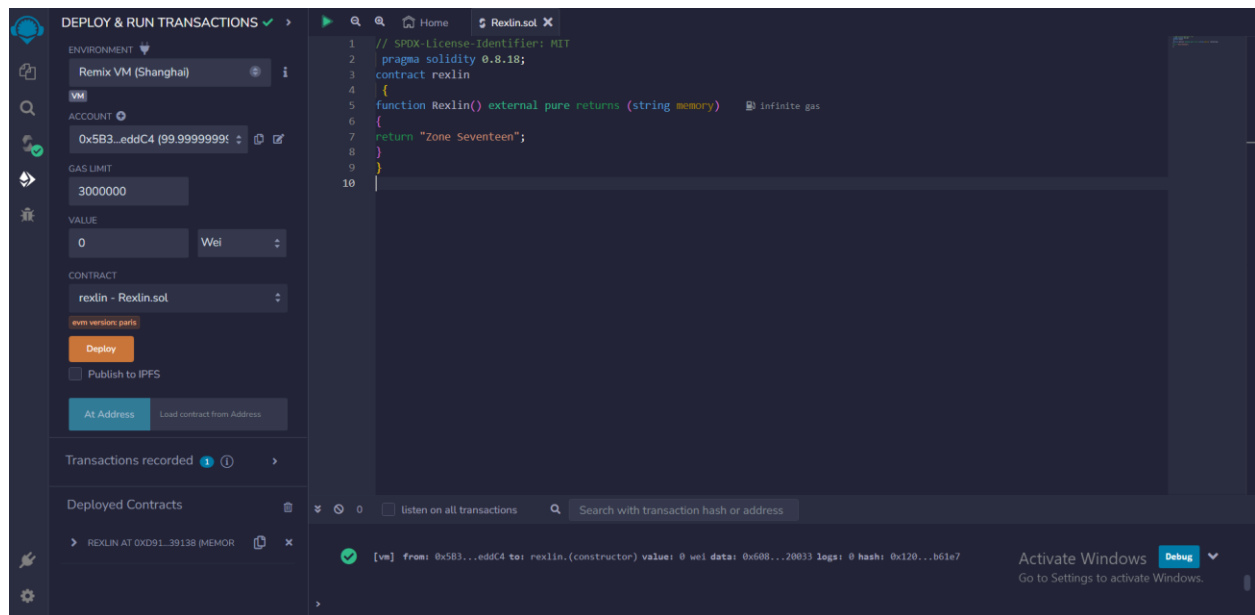 DEPLOY & RUN TRANSACTIONS
ENVIRONMENT
Remix VM (Shanghai)
VM
ACCOUNT
0x5B3...eddC4 (99.99999999
GAS LIMIT
3000000
VALUE
0 Wei
CONTRACT
rexlin - Rexlin.sol
evm version: paris
Deploy
Publish to IPFS
At Address Load contract from Address
Transactions recorded 1 i
Deployed Contracts
REXLIN AT 0XD91...39138 (MEMOR
Home Rexlin.sol
1 // SPDX-License-Identifier: MIT
2 pragma solidity 0.8.18;
3 contract rexlin
4 {
5 function Rexlin() external pure returns (string memory) infinite gas
6 {
7 return "Zone Seventeen";
8 }
9 }
10
0 listen on all transactions Search with transaction hash or address
[vm] from: 0x5B3...eddC4 to: rexlin.(constructor) value: 0 wei data: 0x608...20033 logs: 0 hash: 0x120...b61e7
Debug
Activate Windows
Go to Settings to activate Windows.
>